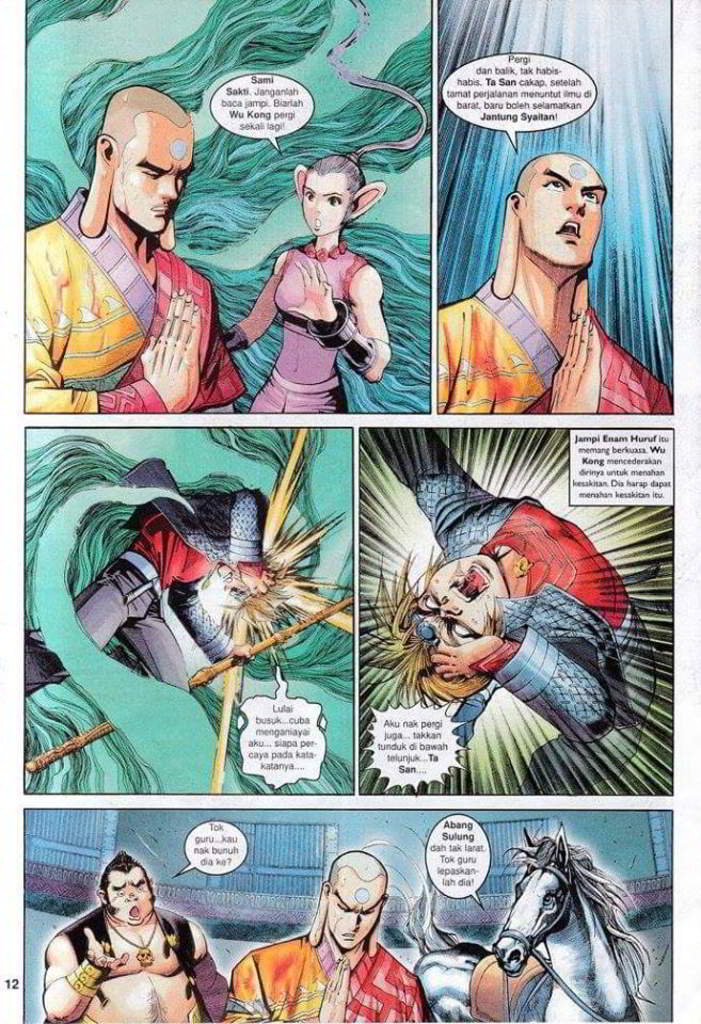 Sami
Sakti. Janganlah
baca jampi. Biarlah
Wu Kong pergi
sekali lagi!
Pergi
dan balik, tak habis-
habis. Ta San cakap, setelah
tamat perjalanan menuntut ilmu di
barat, baru boleh selamatkan
Jantung Syaitan!
Lulai
busuk...cuba
menganiayai
aku... siapa per-
caya pada kata-
katanya....
Jampi Enam Huruf itu
memang berkuasa. Wu
Kong mencederakan
dirinya untuk menahan
kesakitan. Dia harap dapat
menahan kesakitan itu.
Aku nak pergi
juga... takkan
tunduk di bawah
telunjuk...Ta
San....
Tok
guru...kau
nak bunuh
dia ke?
Abang
Sulung
dah tak larat.
Tok guru
lepaskan-
lah dia!
12